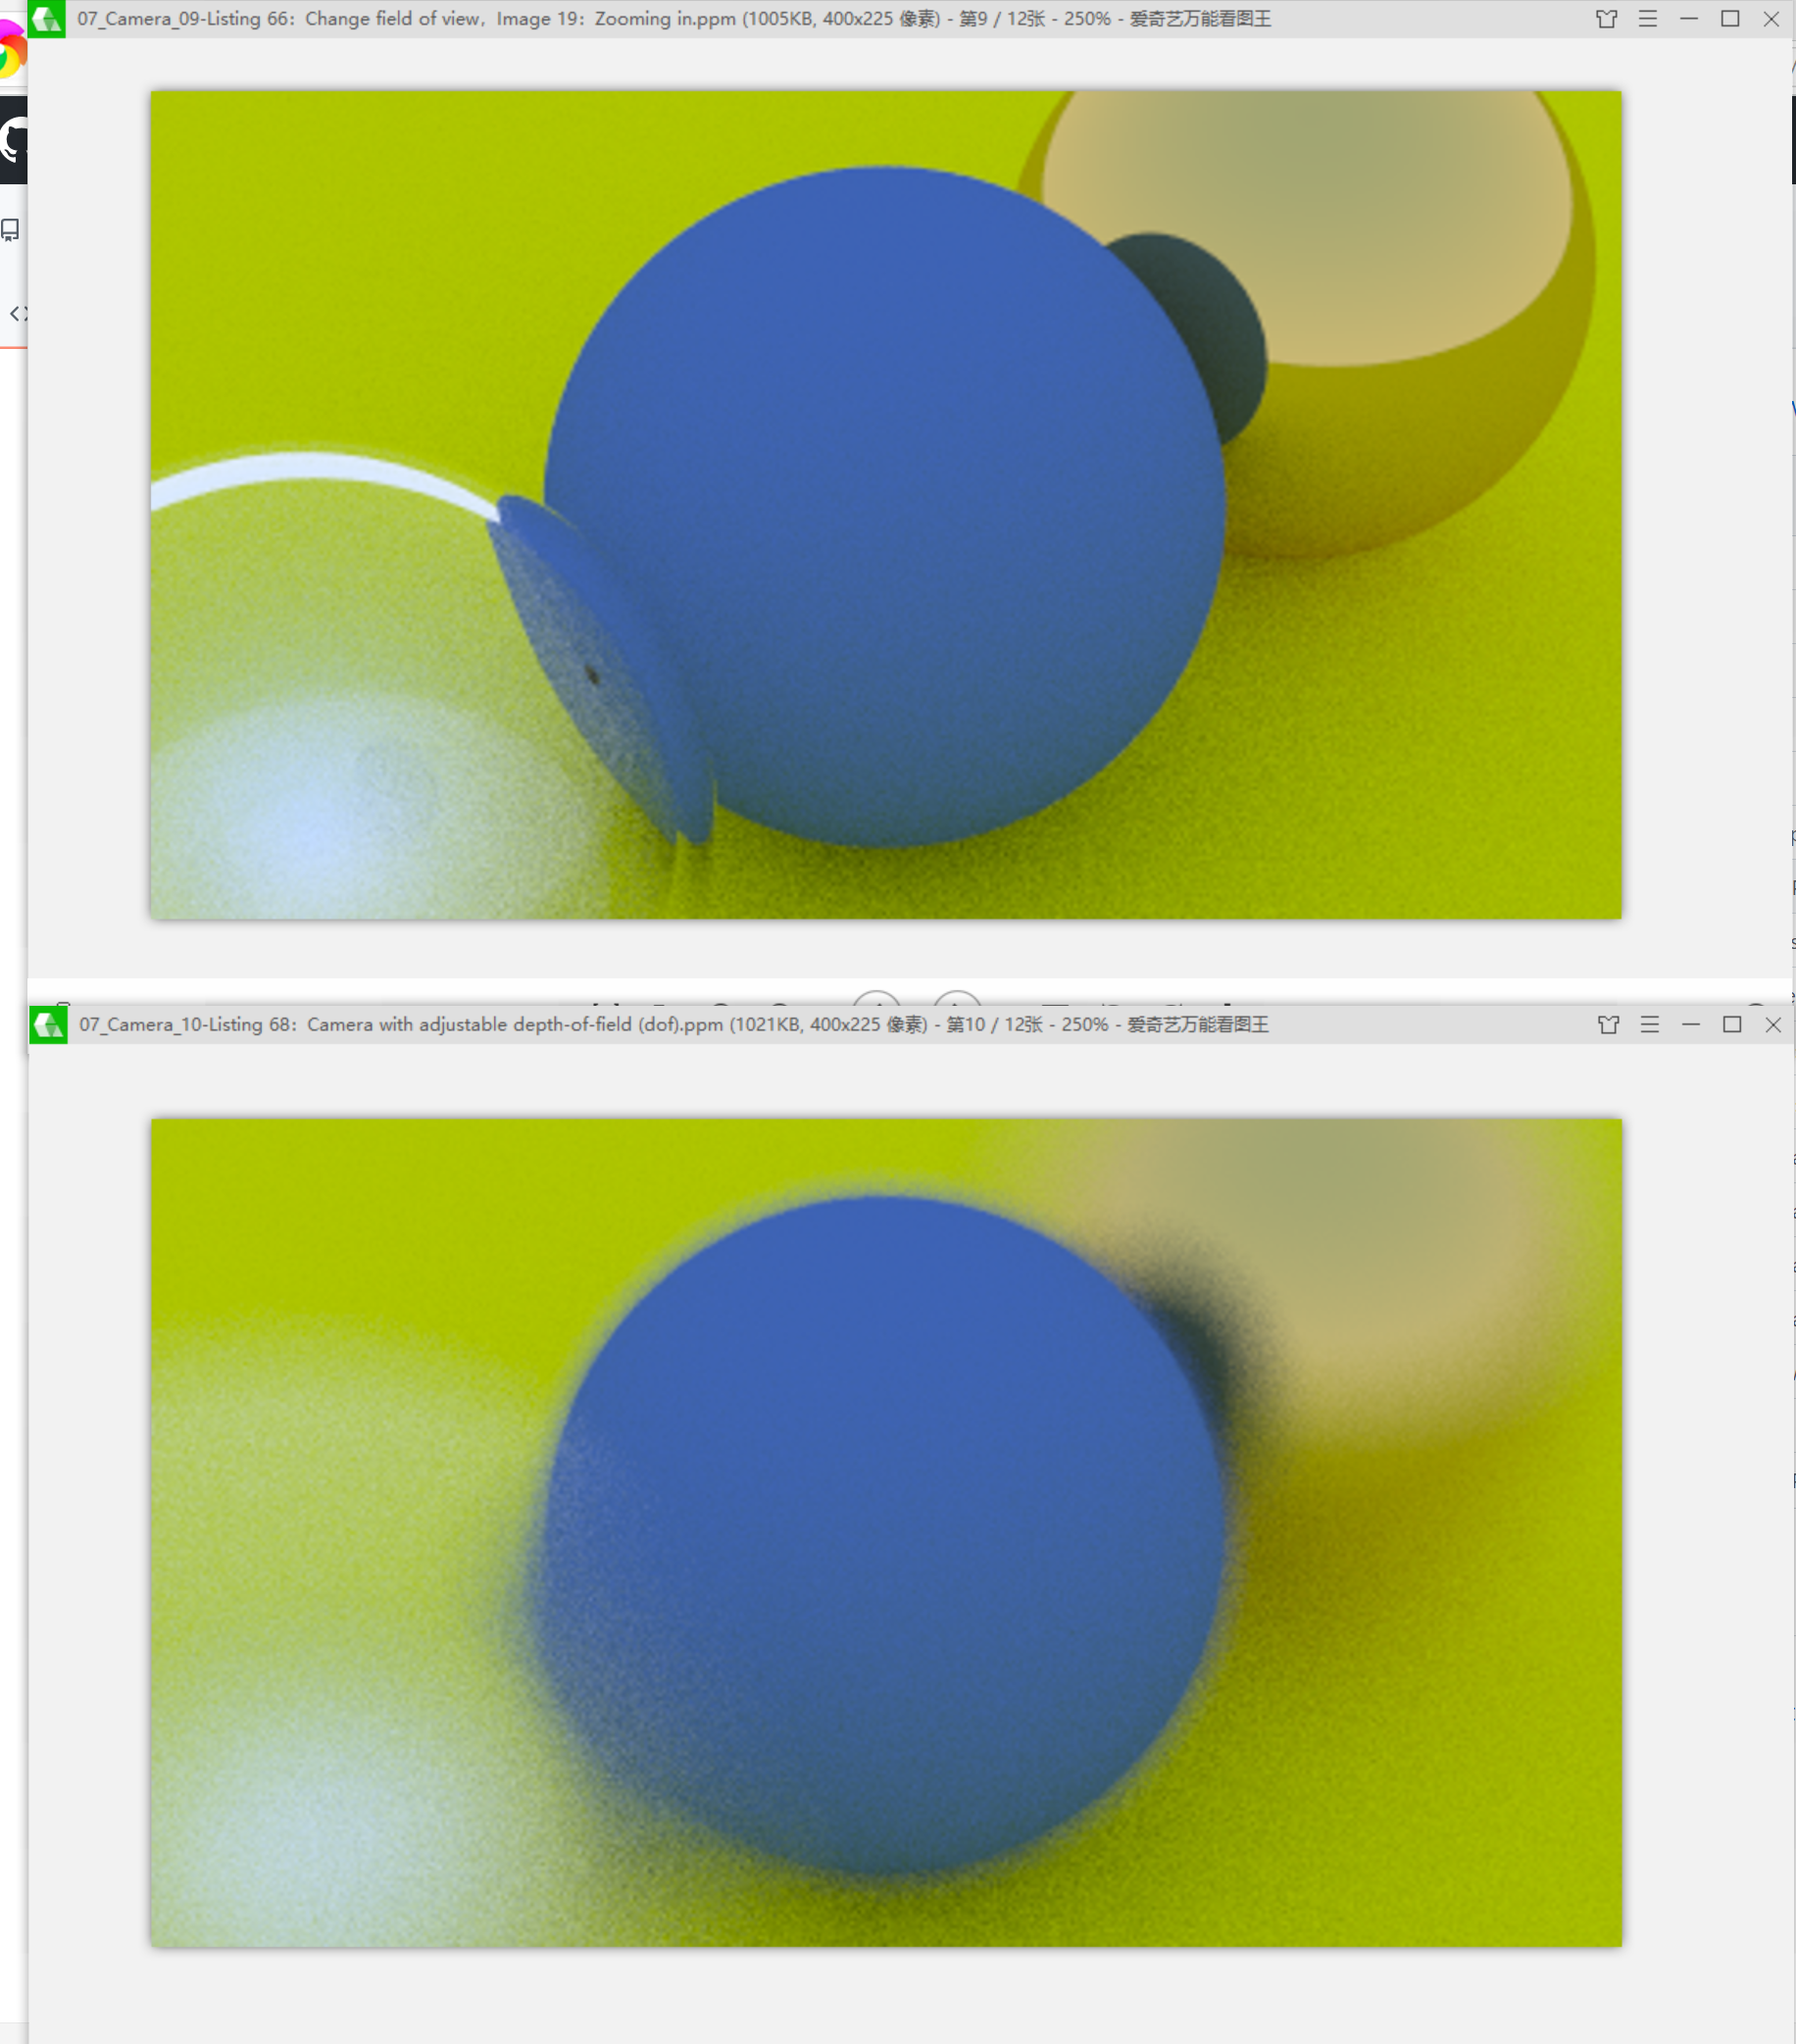 07_Camera_09-Listing 66：Change field of view，Image 19：Zooming in.ppm (1005KB, 400x225 像素) - 第9 / 12张 - 250% - 爱奇艺万能看图王
07_Camera_10-Listing 68：Camera with adjustable depth-of-field (dof).ppm (1021KB, 400x225 像素) - 第10 / 12张 - 250% - 爱奇艺万能看图王